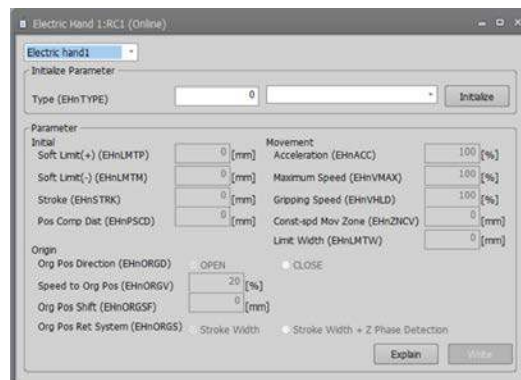 Electric Hand 1:RC1 (Online)
Electric hand1
Initialize Parameter
Type (EHnTYPE) 0 Initialize
Parameter
Initial
Soft Limit(+) (EHnLMTP) 0 [mm]
Soft Limit(-) (EHnLMTM) 0 [mm]
Stroke (EHnSTRK) 0 [mm]
Pos Comp Dist (EHnPSCD) 0 [mm]
Movement
Acceleration (EHnACC) 100 [%]
Maximum Speed (EHnVMAX) 100 [%]
Gripping Speed (EHnVHLD) 100 [%]
Const-spd Mov Zone (EHnZNCV) 0 [mm]
Limit Width (EHnLMTW) 0 [mm]
Origin
Org Pos Direction (EHnORGD) OPEN CLOSE
Speed to Org Pos (EHnORGV) 20 [%]
Org Pos Shift (EHnORGSF) 0 [mm]
Org Pos Ret System (EHnORGS) Stroke Width Stroke Width + Z Phase Detection
Explain Write